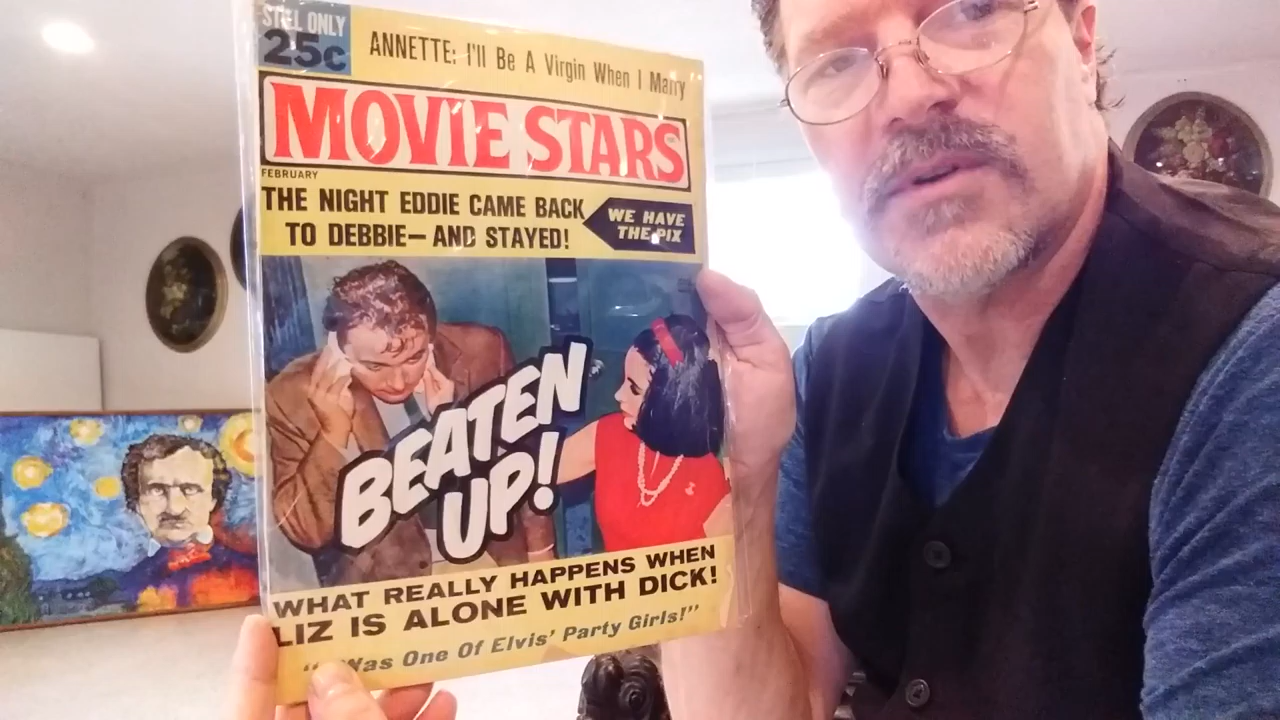 STILL ONLY
25c
ANNETTE: I'll Be A Virgin When I Marry
MOVIE STARS
FEBRUARY
THE NIGHT EDDIE CAME BACK
TO DEBBIE—AND STAYED!
WE HAVE
THE PIX
BEATEN
UP!
WHAT REALLY HAPPENS WHEN
LIZ IS ALONE WITH DICK!
Was One Of Elvis' Party Girls!"